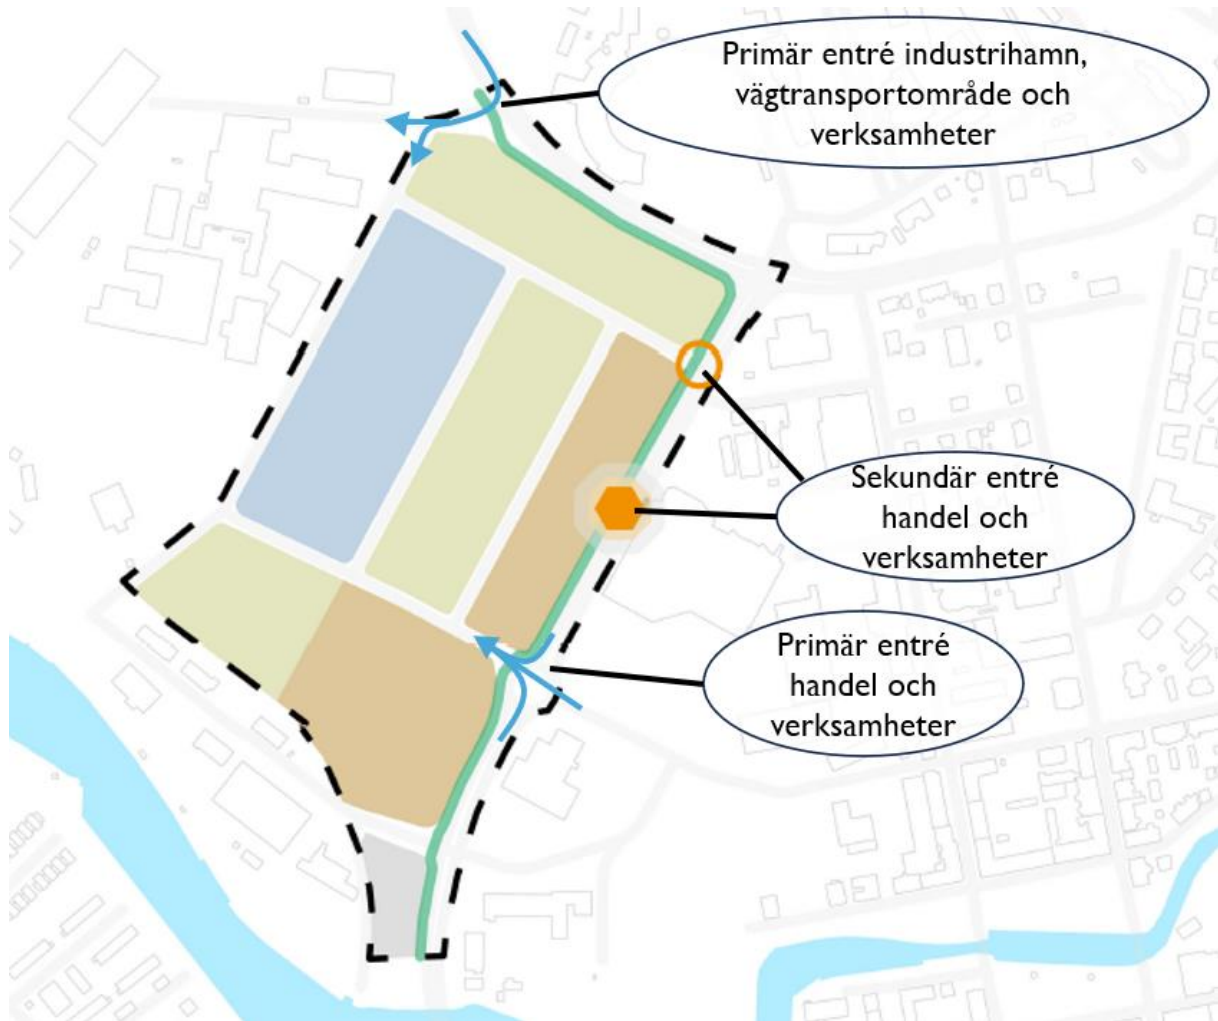 Primär entré industrihamn,
vägtransportområde och
verksamheter
Sekundär entré
handel och
verksamheter
Primär entré
handel och
verksamheter